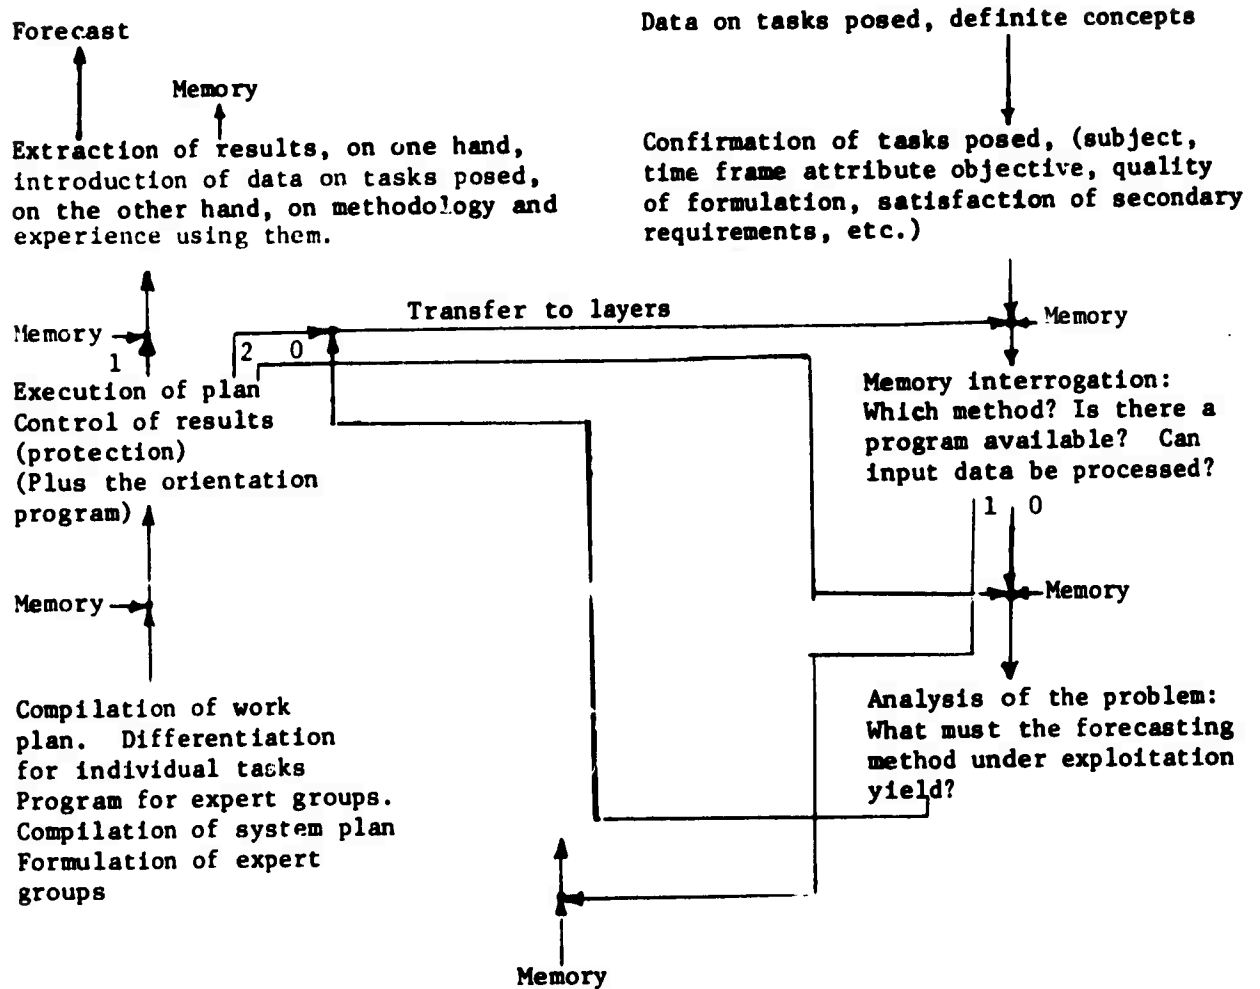 Forecast
Memory
Extraction of results, on one hand,
introduction of data on tasks posed,
on the other hand, on methodology and
experience using them.
Memory
1
2 0
Execution of plan
Control of results
(protection)
(Plus the orientation
program)
Memory
Compilation of work
plan. Differentiation
for individual tasks
Program for expert groups.
Compilation of system plan
Formulation of expert
groups
Transfer to layers
Memory
Data on tasks posed, definite concepts
Confirmation of tasks posed, (subject,
time frame attribute objective, quality
of formulation, satisfaction of secondary
requirements, etc.)
Memory
Memory interrogation:
Which method? Is there a
program available? Can
input data be processed?
1 0
Memory
Analysis of the problem:
What must the forecasting
method under exploitation
yield?